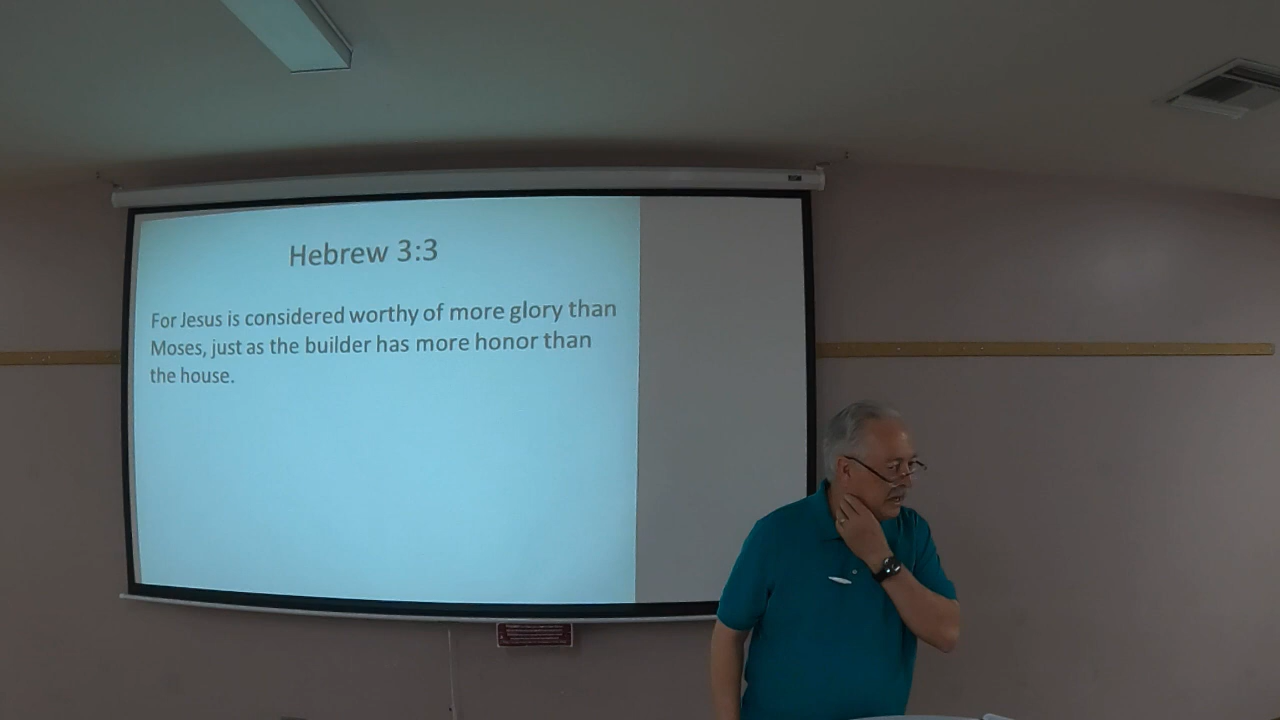 Hebrew 3:3
For Jesus is considered worthy of more glory than
Moses, just as the builder has more honor than
the house.